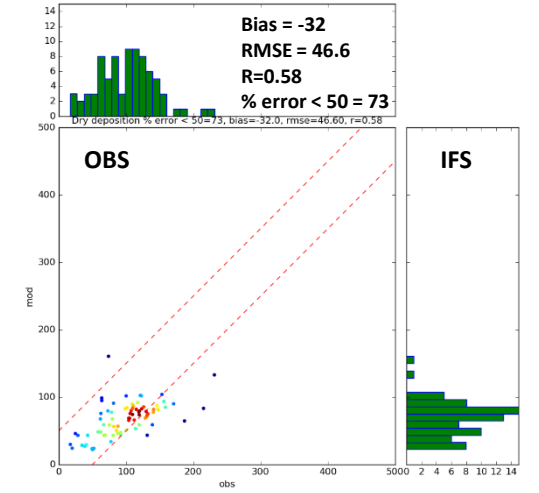 14
12
10
8
6
4
2
0
Bias = -32
RMSE = 46.6
R=0.58
% error < 50 = 73
Dry deposition % error < 50=73, bias=-32.0, rmse=46.60, r=0.58
500
400
300
200
100
0
mod
OBS
0 100 200 300 400 500
obs
IFS
0 2 4 6 8 10 12 14